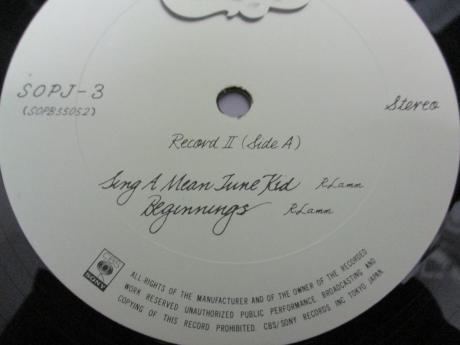 SOPJ-3
(SOPB55052)
Stereo
Record II (Side A)
Sing A Mean Tune Kid R.Lamm
Beginnings R.Lamm
CBS
SONY
ALL RIGHTS OF THE MANUFACTURER AND OF THE OWNER OF THE RECORDED
WORK RESERVED UNAUTHORIZED PUBLIC PERFORMANCE, BROADCASTING AND
COPYING OF THIS RECORD PROHIBITED. CBS/SONY RECORDS INC TOKYO JAPAN